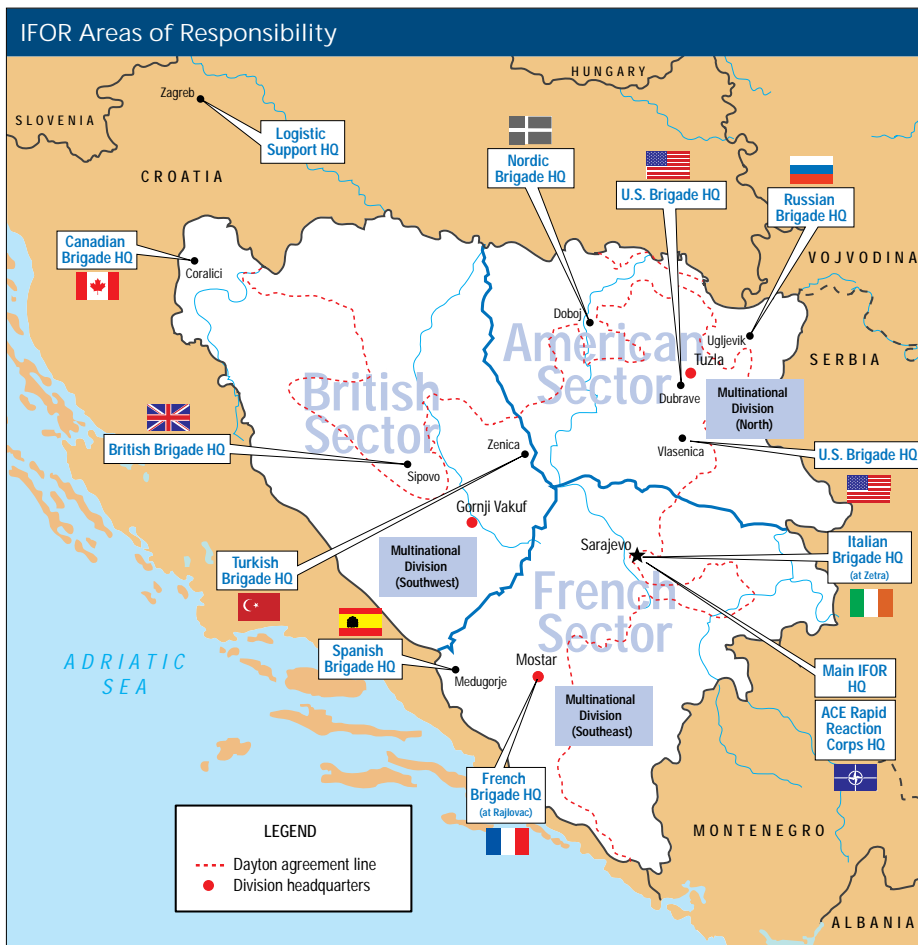 IFOR Areas of Responsibility
HUNGARY
Zagreb
SLOVENIA
Logistic
Support HQ
CROATIA
Nordic
Brigade HQ
U.S. Brigade HQ
Russian
Brigade HQ
Canadian
Brigade HQ
Coralici
VOJVODINA
Doboj
Ugljevik
American
Sector
Tuzla
SERBIA
Dubrave
Multinational
Division
(North)
British
Sector
British Brigade HQ
Zenica
Vlasenica
U.S. Brigade HQ
Sipovo
Gornji Vakuf
Sarajevo
Italian
Brigade HQ
(at Zetra)
Multinational
Division
(Southwest)
Turkish
Brigade HQ
French
Sector
Spanish
Brigade HQ
ADRIATIC
SEA
Medugorje
Mostar
Main IFOR
HQ
ACE Rapid
Reaction
Corps HQ
Multinational
Division
(Southeast)
French
Brigade HQ
(at Rajlovac)
MONTENEGRO
LEGEND
Dayton agreement line
Division headquarters
ALBANIA